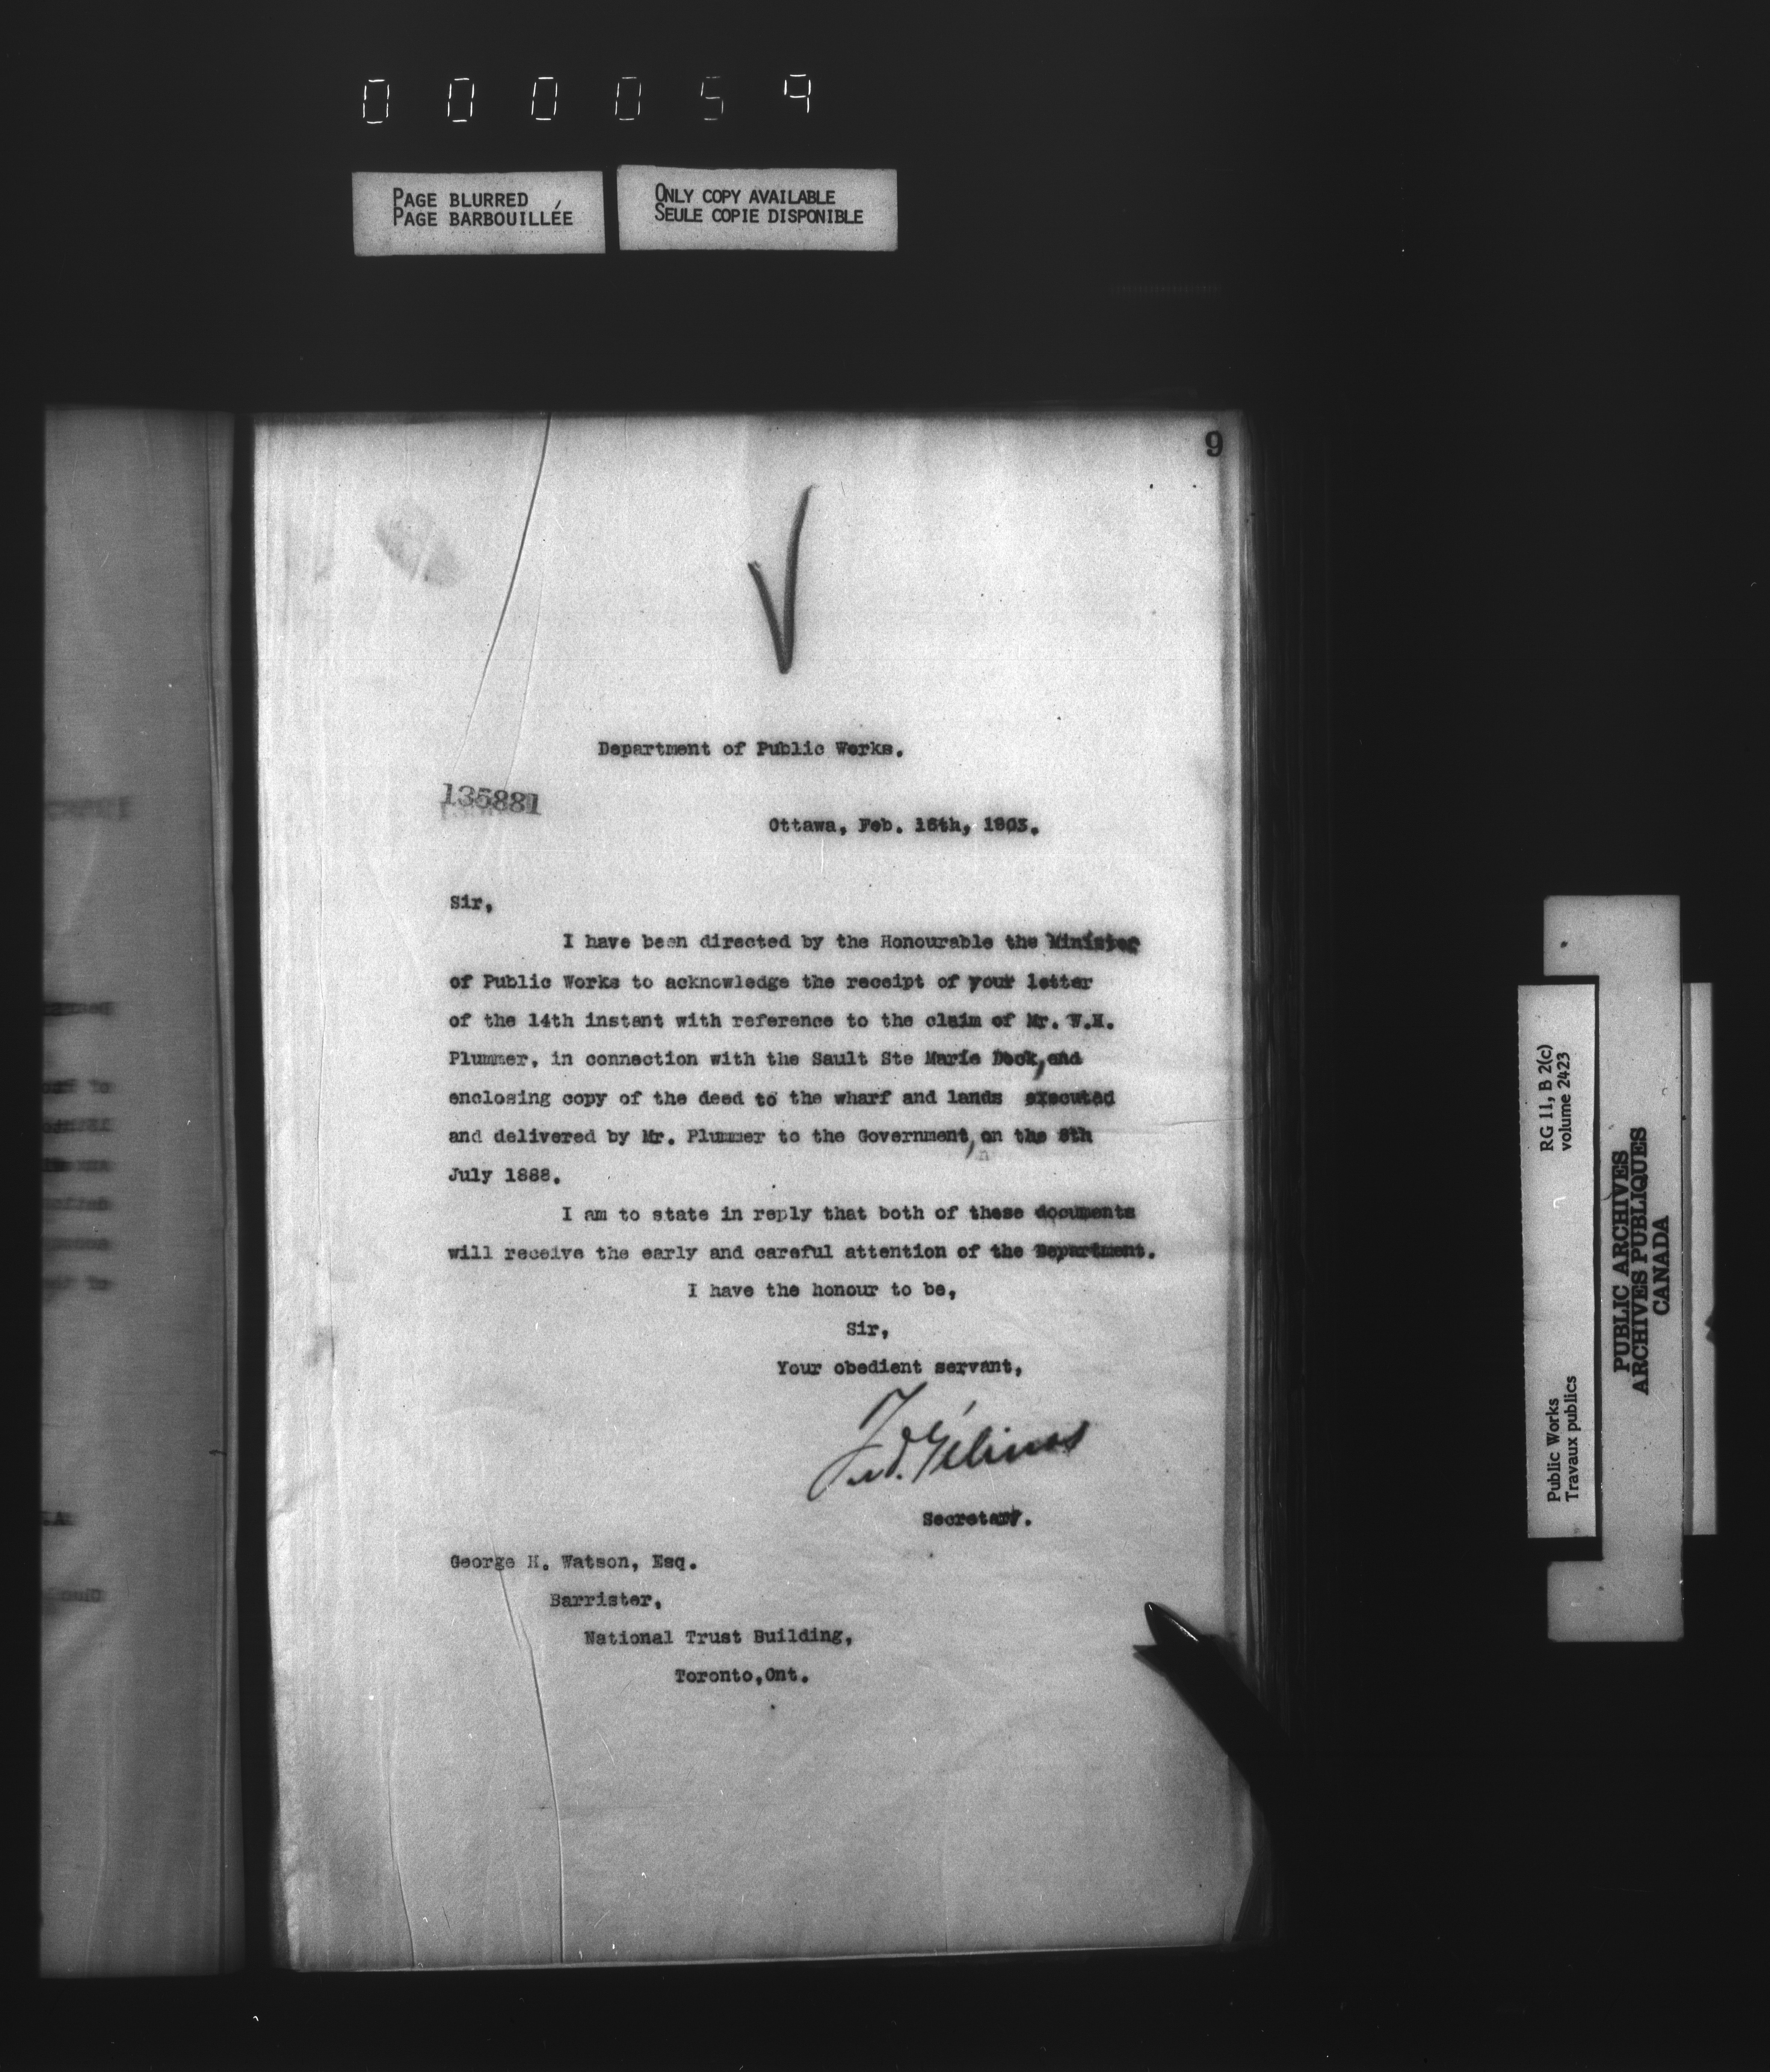 000059
PAGE BLURRED
PAGE BARBOUILLÉE
ONLY COPY AVAILABLE
SEULE COPIE DISPONIBLE
9
Department of Public Works.
135881
Ottawa, Feb. 16th, 1903.
Sir,
I have been directed by the Honourable the Minister
of Public Works to acknowledge the receipt of your letter
of the 14th instant with reference to the claim of Mr. W.H.
Plummer, in connection with the Sault Ste Marie Dock, and
enclosing copy of the deed to the wharf and lands executed
and delivered by Mr. Plummer to the Government, on the 8th
July 1888.
I am to state in reply that both of these documents
will receive the early and careful attention of the Department.
I have the honour to be,
Sir,
Your obedient servant,
Fred. Gélinas
Secretary.
George H. Watson, Esq.
Barrister,
National Trust Building,
Toronto,Ont.
RG 11, B 2(c)
volume 2423
Public Works
Travaux publics
PUBLIC ARCHIVES
ARCHIVES PUBLIQUES
CANADA